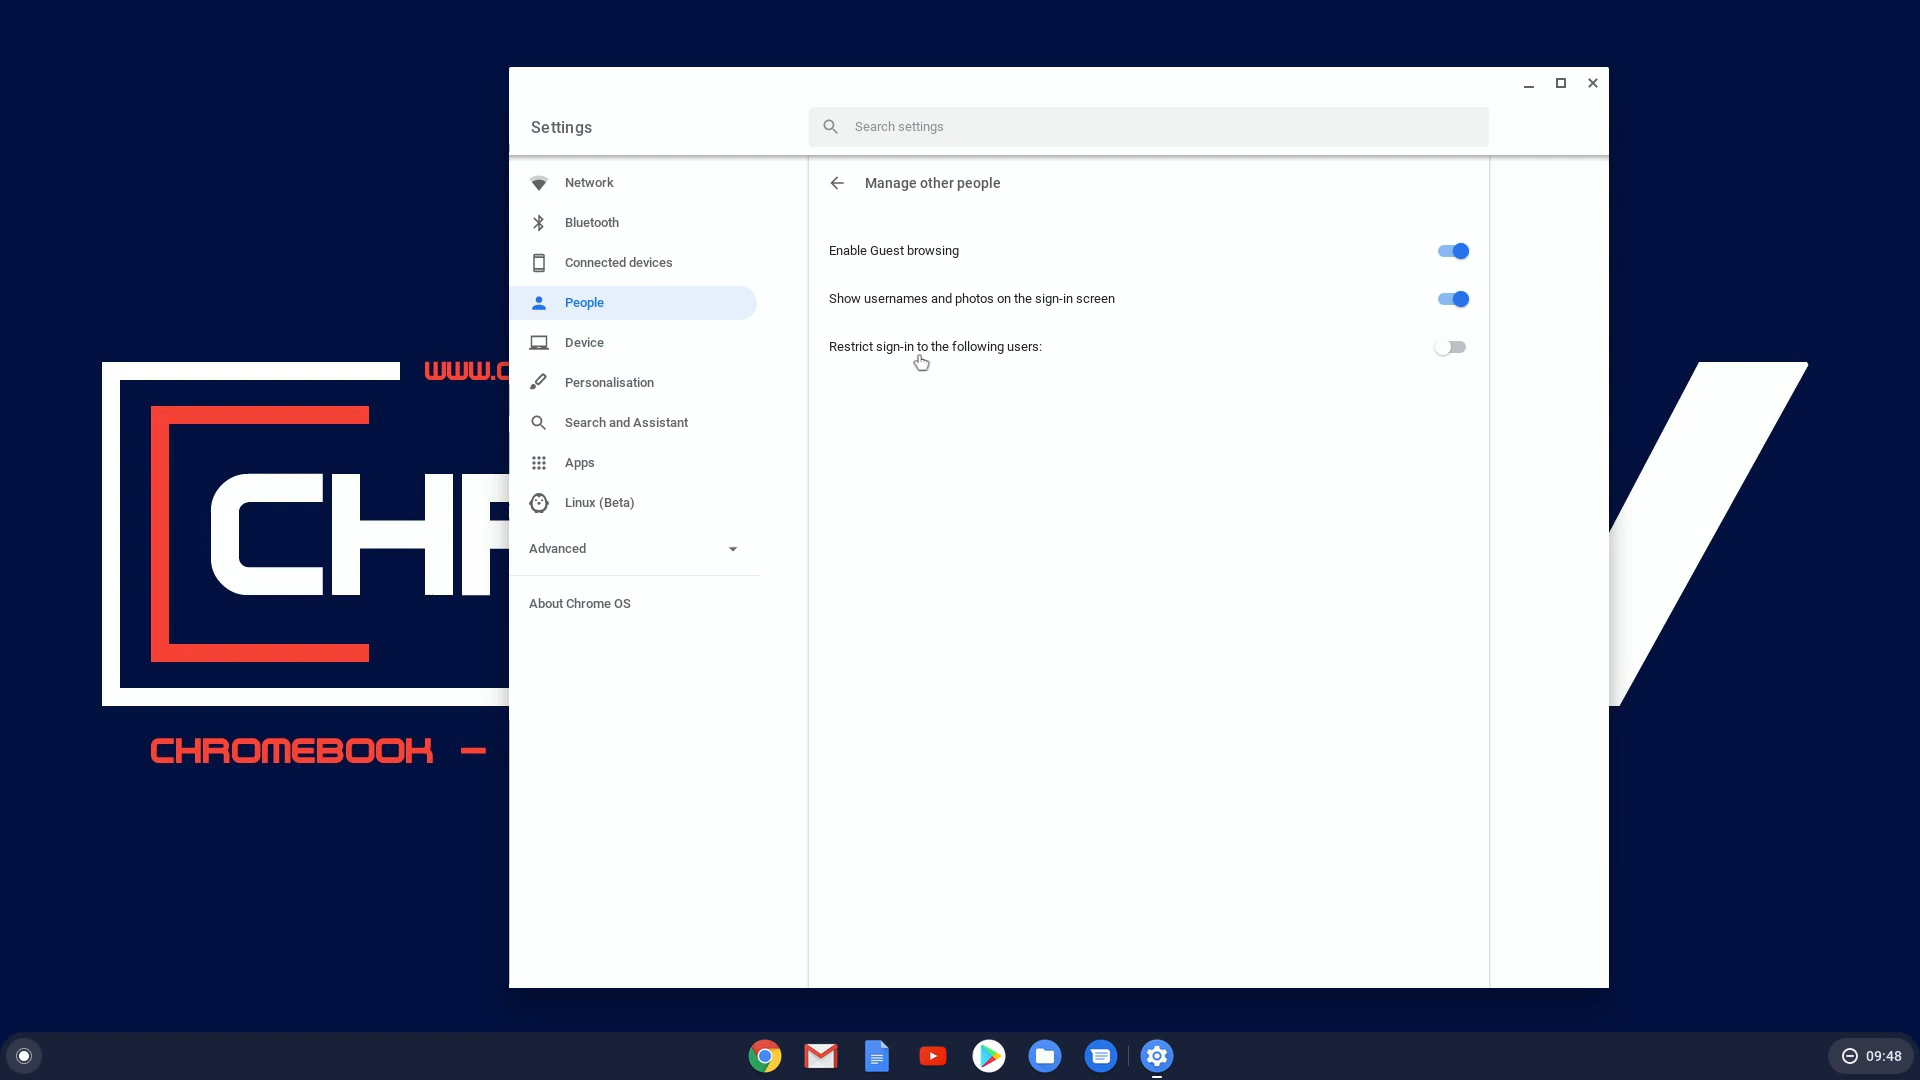 Settings
Search settings
Network
Bluetooth
Connected devices
People
Device
Personalisation
Search and Assistant
Apps
Linux (Beta)
Advanced
About Chrome OS
Manage other people
Enable Guest browsing
Show usernames and photos on the sign-in screen
Restrict sign-in to the following users:
www.c
CHR
CHROMEBOOK -
09:48